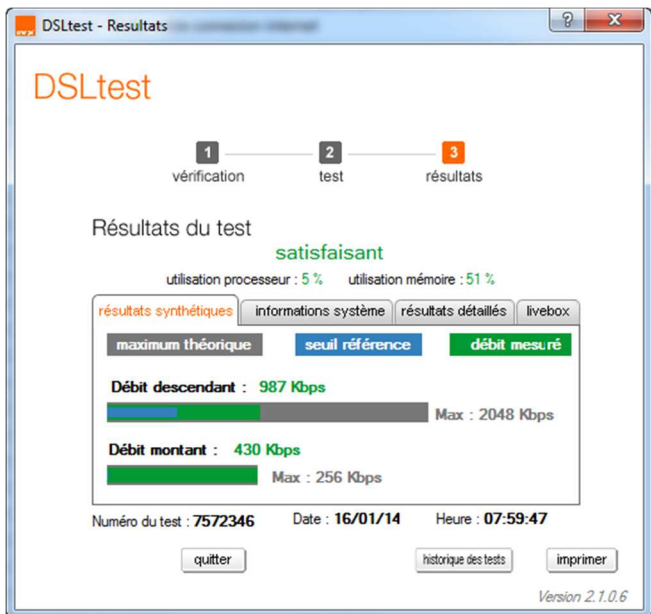 DSLtest - Resultats
DSLtest
1 2 3
vérification test résultats
Résultats du test
satisfaisant
utilisation processeur : 5 % utilisation mémoire : 51 %
résultats synthétiques informations système résultats détaillés livebox
maximum théorique seuil référence débit mesuré
Débit descendant : 987 Kbps
Max : 2048 Kbps
Débit montant : 430 Kbps
Max : 256 Kbps
Numéro du test : 7572346 Date : 16/01/14 Heure : 07:59:47
quitter historique des tests imprimer
Version 2.1.0.6